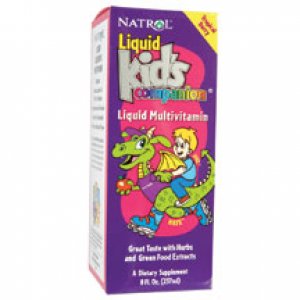 NATROL
Liquid
Kid's
Companion
Liquid Multivitamin
Great Taste with Herbs
and Green Food Extracts
A Dietary Supplement
8 Fl. Oz. (237ml)